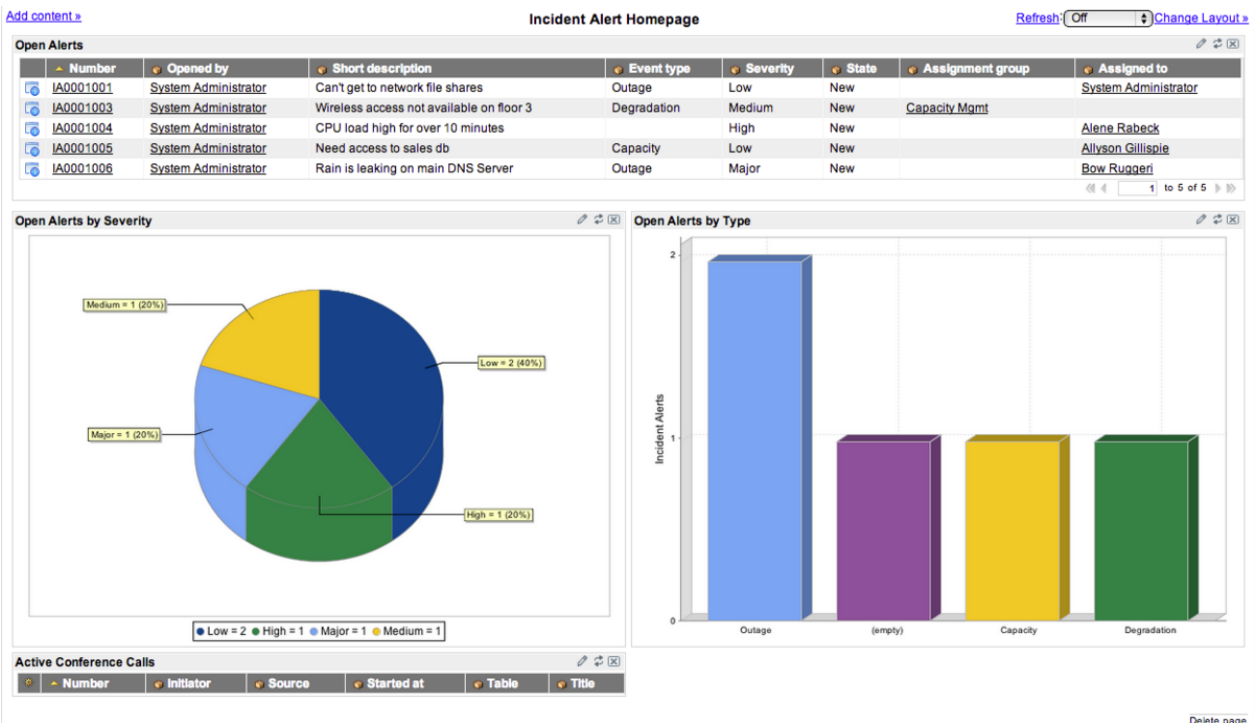 Add content »
Incident Alert Homepage
Refresh: Off Change Layout »
Open Alerts
Number Opened by Short description Event type Severity State Assignment group Assigned to
IA0001001 System Administrator Can't get to network file shares Outage Low New System Administrator
IA0001003 System Administrator Wireless access not available on floor 3 Degradation Medium New Capacity Mgmt
IA0001004 System Administrator CPU load high for over 10 minutes High New Alene Rabeck
IA0001005 System Administrator Need access to sales db Capacity Low New Allyson Gillispie
IA0001006 System Administrator Rain is leaking on main DNS Server Outage Major New Bow Ruggeri
1 to 5 of 5
Open Alerts by Severity
Medium = 1 (20%)
Low = 2 (40%)
Major = 1 (20%)
High = 1 (20%)
Low = 2 High = 1 Major = 1 Medium = 1
Open Alerts by Type
2
Incident Alerts
1
0
Outage (empty) Capacity Degradation
Active Conference Calls
Number Initiator Source Started at Table Title
Delete page